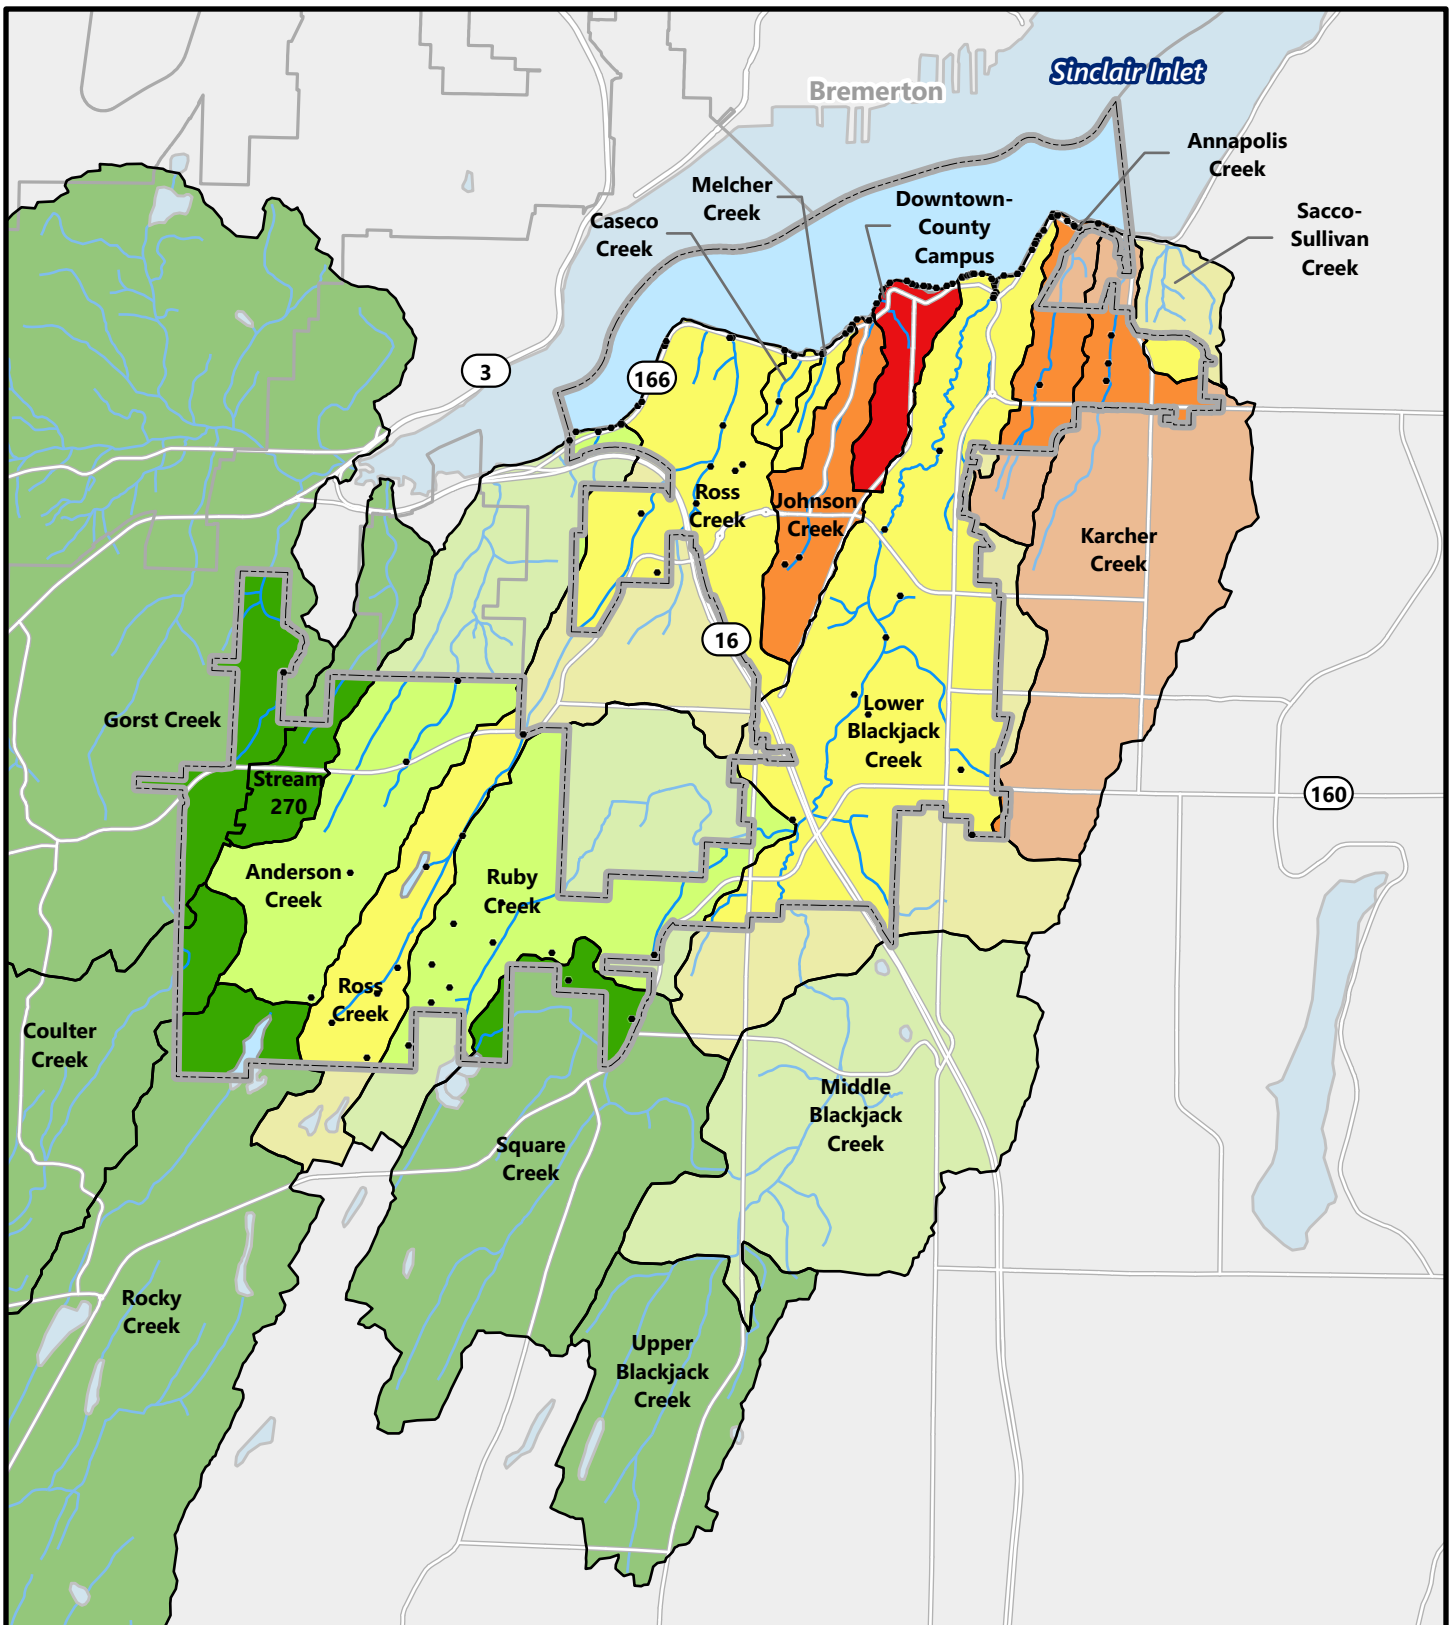 Sinclair Inlet
Bremerton
Annapolis
Creek
Melcher
Creek
Downtown-
County
Campus
Sacco-
Sullivan
Creek
Caseco
Creek
3
166
Ross
Creek
Johnson
Creek
Karcher
Creek
16
Gorst Creek
Lower
Blackjack
Creek
Stream
270
160
Anderson
Creek
Ruby
Creek
Ross
Creek
Coulter
Creek
Middle
Blackjack
Creek
Square
Creek
Rocky
Creek
Upper
Blackjack
Creek